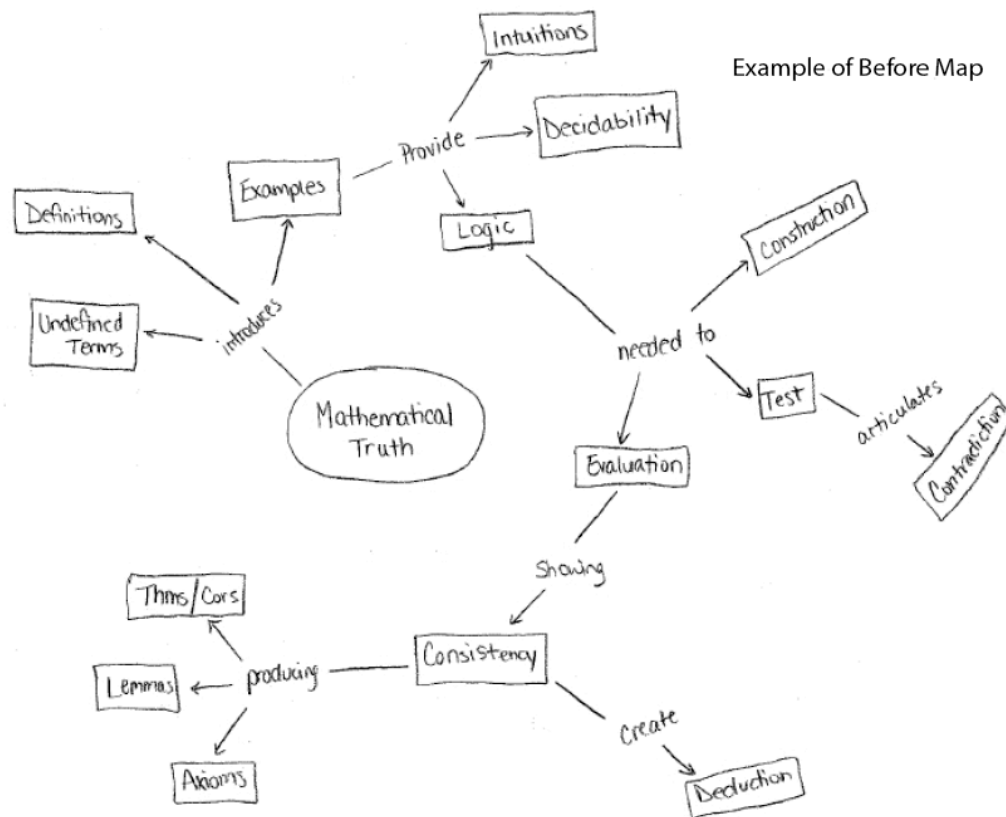 Intuitions
Example of Before Map
Decidability
Provide
Examples
Definitions
Logic
Construction
introduces
Undefined
Terms
needed to
Mathematical
Truth
Test
articulates
Contradiction
Evaluation
Showing
Thms/Cors
Consistency
producing
Lemmas
Create
Axioms
Deduction